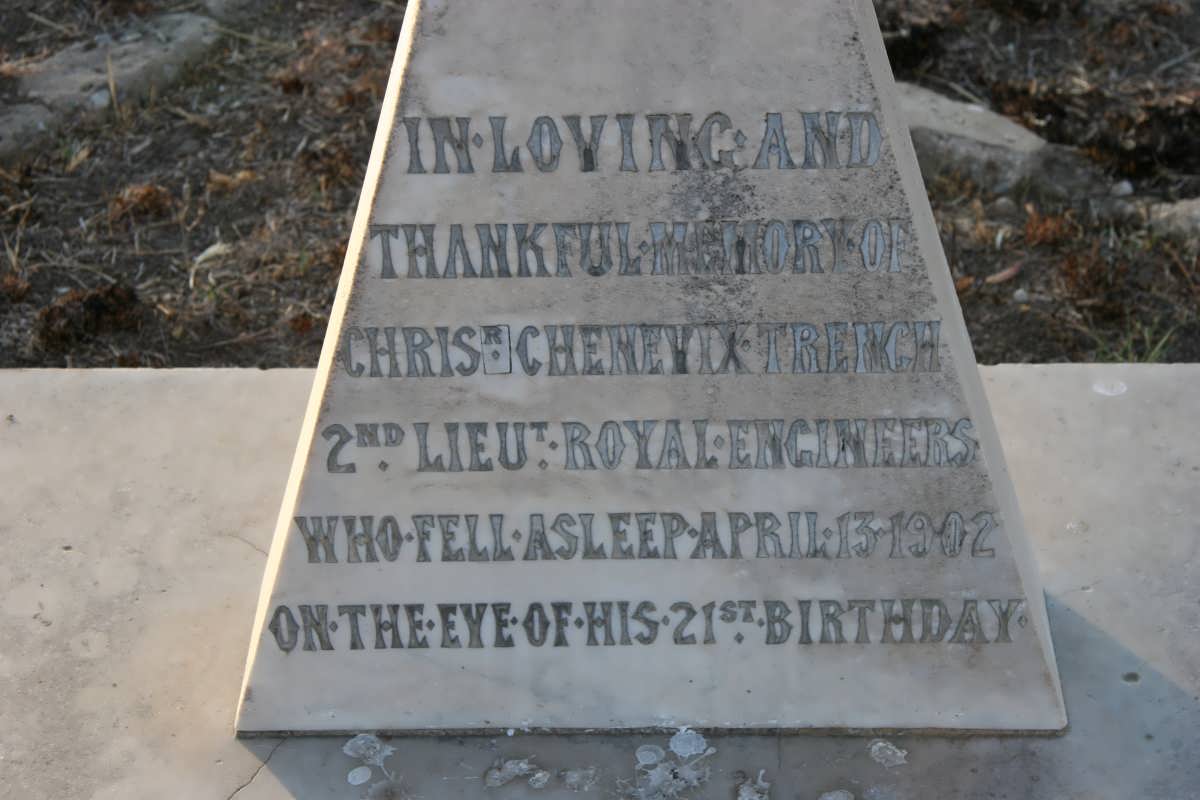 IN·LOVING·AND
THANKFUL·MEMORY·OF
CHRISR·CHENEVIX·TRENCH
2ND·LIEUT·ROYAL·ENGINEERS
WHO·FELL·ASLEEP·APRIL·13·1902
ON·THE·EVE·OF·HIS·21ST·BIRTHDAY·